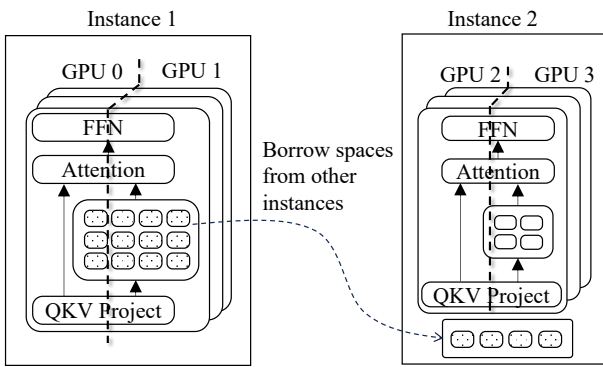 Instance 1
Instance 2
GPU 0
GPU 1
GPU 2
GPU 3
FFN
FFN
Attention
Attention
Borrow spaces
from other
instances
QKV Project
QKV Project